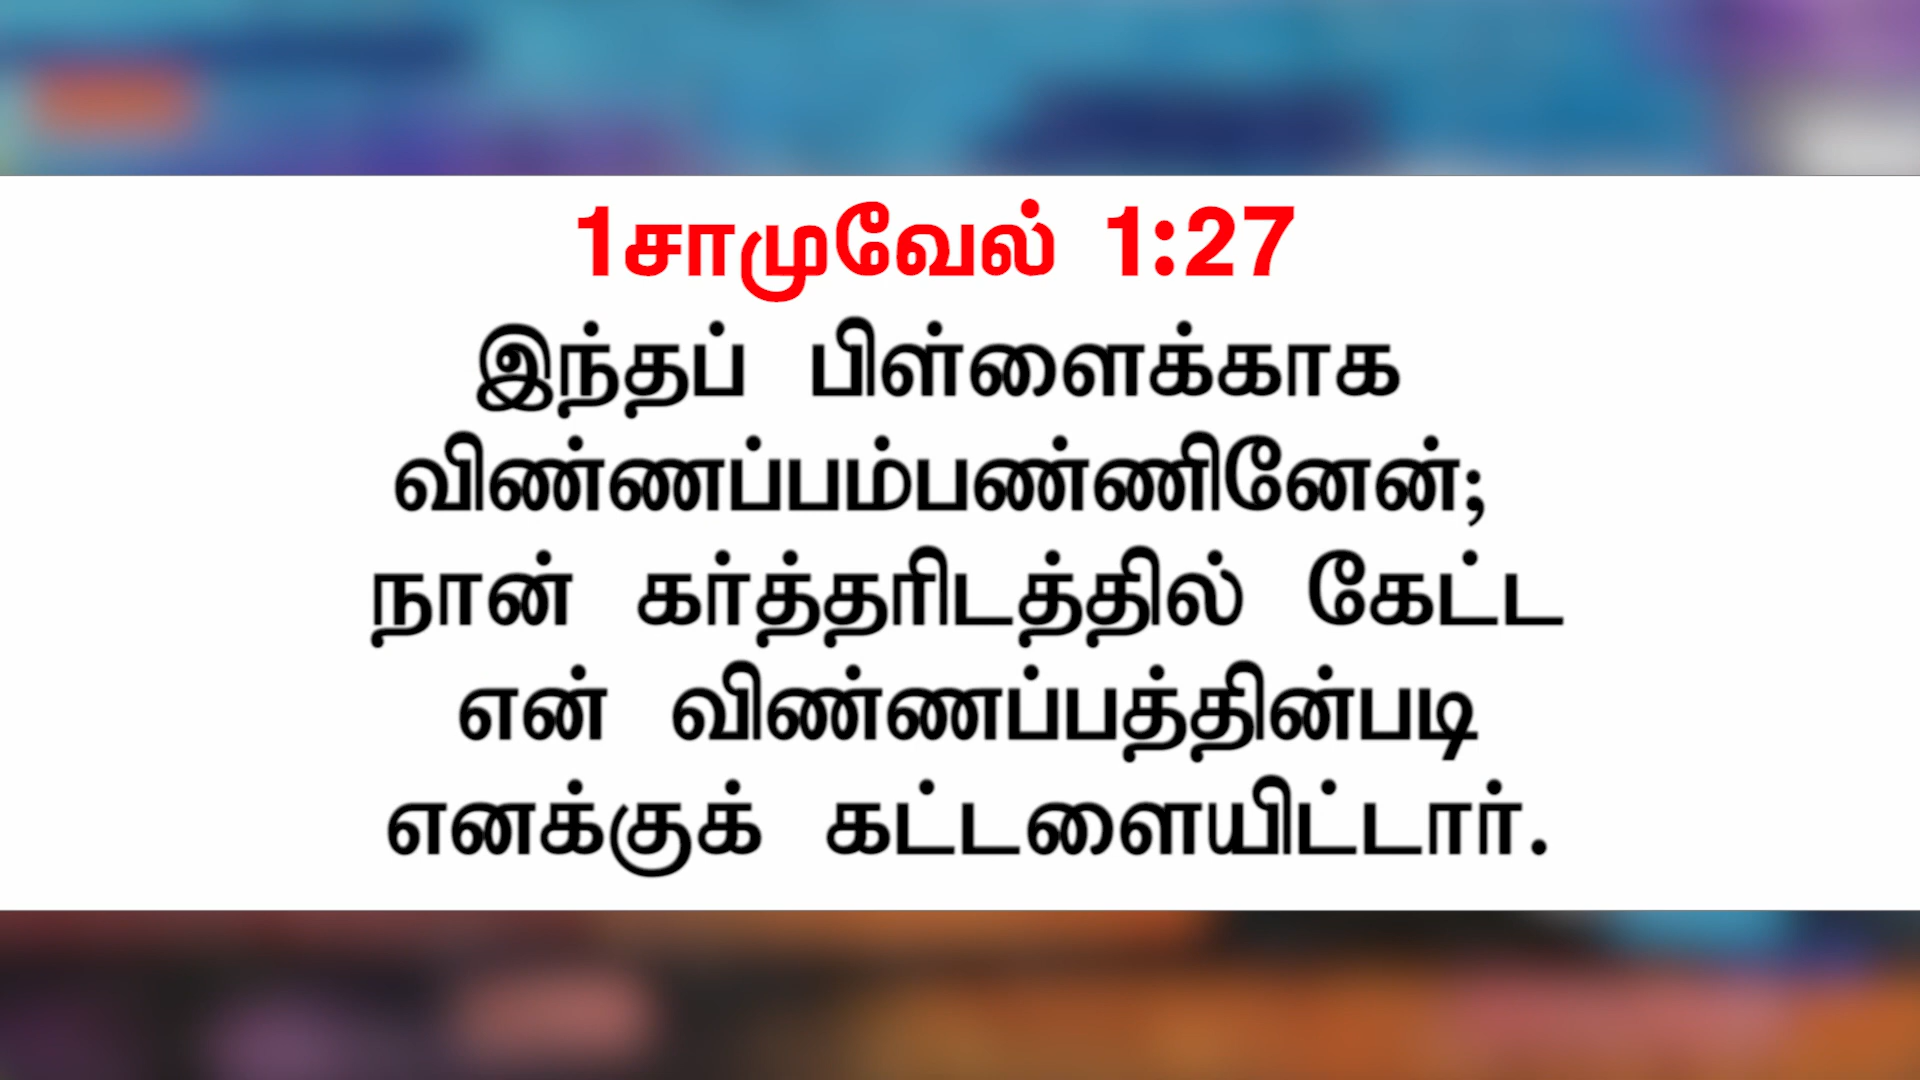 1சாமுவேல் 1:27
இந்தப் பிள்ளைக்காக
விண்ணப்பம்பண்ணினேன்;
நான் கர்த்தரிடத்தில் கேட்ட
என் விண்ணப்பத்தின்படி
எனக்குக் கட்டளையிட்டார்.